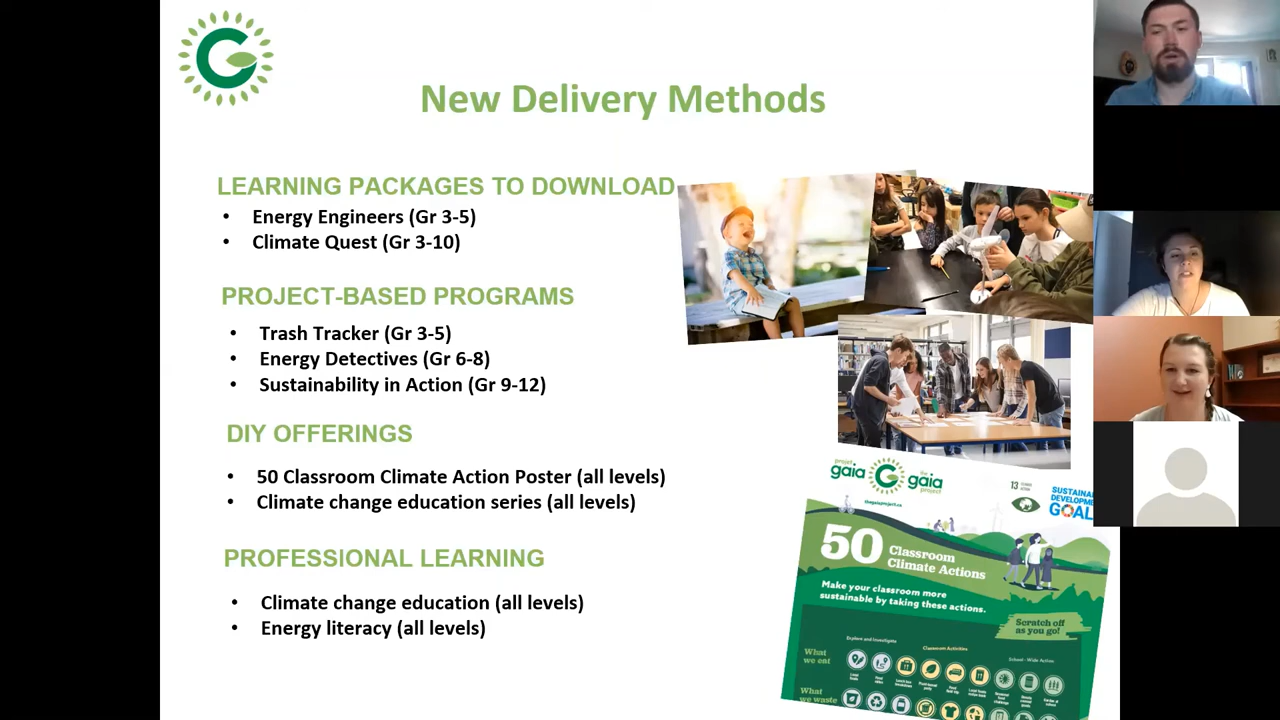 New Delivery Methods
LEARNING PACKAGES TO DOWNLOAD
• Energy Engineers (Gr 3-5)
• Climate Quest (Gr 3-10)
PROJECT-BASED PROGRAMS
• Trash Tracker (Gr 3-5)
• Energy Detectives (Gr 6-8)
• Sustainability in Action (Gr 9-12)
DIY OFFERINGS
• 50 Classroom Climate Action Poster (all levels)
• Climate change education series (all levels)
PROFESSIONAL LEARNING
• Climate change education (all levels)
• Energy literacy (all levels)
projet gaia
the gaia project
thegaiaproject.ca
13 CLIMATE ACTION
SUSTAINABLE
DEVELOPMENT
GOALS
50 Classroom
Climate Actions
Make your classroom more
sustainable by taking these actions.
Scratch off
as you go!
Explore and Investigate
Classroom Activities
School - Wide Action
What
we eat
What
we waste